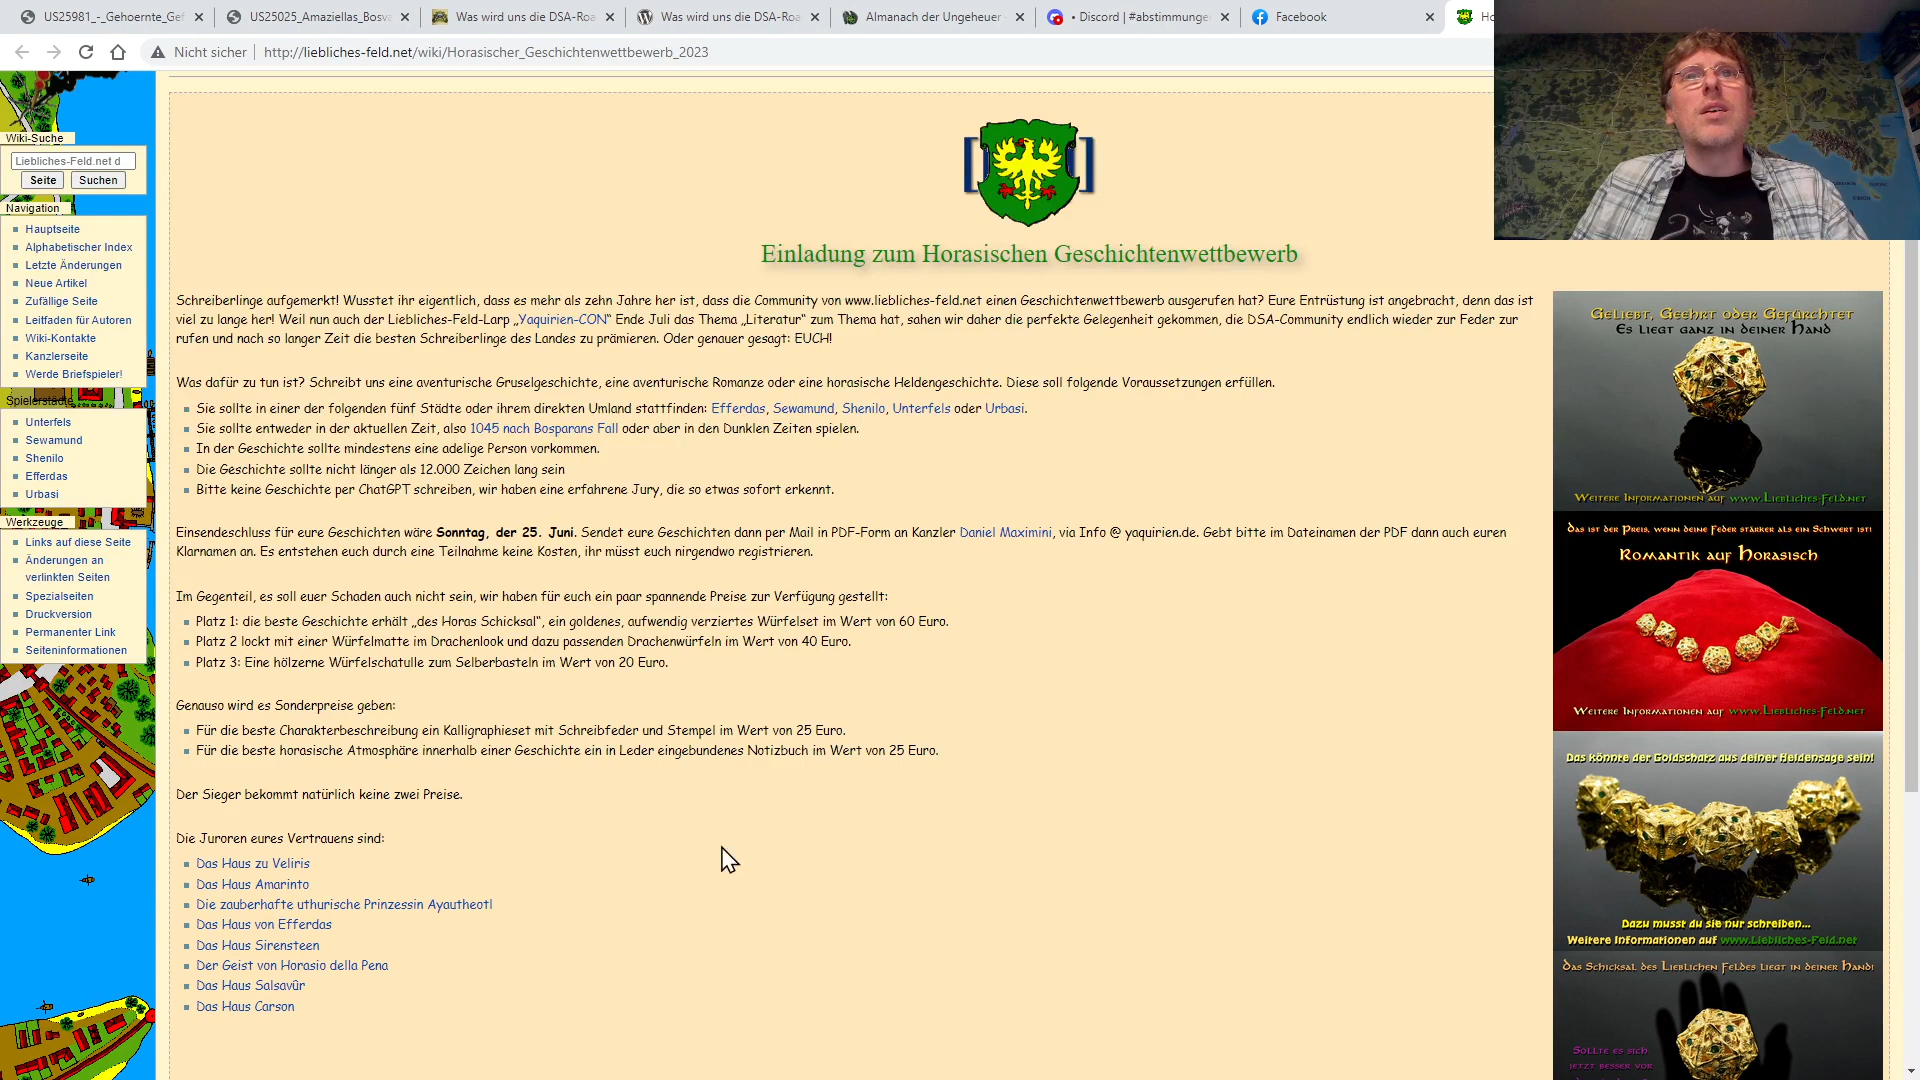 US25981_-_Gehoernte_Gef
US25025_Amaziellas_Bosva
Was wird uns die DSA-Roa
Was wird uns die DSA-Roa
Almanach der Ungeheuer
• Discord | #abstimmunge
Facebook
Ho
Nicht sicher
http://liebliches-feld.net/wiki/Horasischer_Geschichtenwettbewerb_2023
Wiki-Suche
Liebliches-Feld.net d
Seite
Suchen
Navigation
Hauptseite
Alphabetischer Index
Letzte Änderungen
Neue Artikel
Zufällige Seite
Leitfaden für Autoren
Wiki-Kontakte
Kanzlerseite
Werde Briefspieler!
Spielerstädte
Unterfels
Sewamund
Shenilo
Efferdas
Urbasi
Werkzeuge
Links auf diese Seite
Änderungen an
verlinkten Seiten
Spezialseiten
Druckversion
Permanenter Link
Seiteninformationen
Einladung zum Horasischen Geschichtenwettbewerb
Schreiberlinge aufgemerkt! Wusstet ihr eigentlich, dass es mehr als zehn Jahre her ist, dass die Community von www.liebliches-feld.net einen Geschichtenwettbewerb ausgerufen hat? Eure Entrüstung ist angebracht, denn das ist
viel zu lange her! Weil nun auch der Liebliches-Feld-Larp „Yaquirien-CON“ Ende Juli das Thema „Literatur“ zum Thema hat, sahen wir daher die perfekte Gelegenheit gekommen, die DSA-Community endlich wieder zur Feder zur
rufen und nach so langer Zeit die besten Schreiberlinge des Landes zu prämieren. Oder genauer gesagt: EUCH!
Was dafür zu tun ist? Schreibt uns eine aventurische Gruselgeschichte, eine aventurische Romanze oder eine horasische Heldengeschichte. Diese soll folgende Voraussetzungen erfüllen.
Sie sollte in einer der folgenden fünf Städte oder ihrem direkten Umland stattfinden: Efferdas, Sewamund, Shenilo, Unterfels oder Urbasi.
Sie sollte entweder in der aktuellen Zeit, also 1045 nach Bosparans Fall oder aber in den Dunklen Zeiten spielen.
In der Geschichte sollte mindestens eine adelige Person vorkommen.
Die Geschichte sollte nicht länger als 12.000 Zeichen lang sein
Bitte keine Geschichte per ChatGPT schreiben, wir haben eine erfahrene Jury, die so etwas sofort erkennt.
Einsendeschluss für eure Geschichten wäre Sonntag, der 25. Juni. Sendet eure Geschichten dann per Mail in PDF-Form an Kanzler Daniel Maximini, via Info @ yaquirien.de. Gebt bitte im Dateinamen der PDF dann auch euren
Klarnamen an. Es entstehen euch durch eine Teilnahme keine Kosten, ihr müsst euch nirgendwo registrieren.
Im Gegenteil, es soll euer Schaden auch nicht sein, wir haben für euch ein paar spannende Preise zur Verfügung gestellt:
Platz 1: die beste Geschichte erhält „des Horas Schicksal“, ein goldenes, aufwendig verziertes Würfelset im Wert von 60 Euro.
Platz 2 lockt mit einer Würfelmatte im Drachenlook und dazu passenden Drachenwürfeln im Wert von 40 Euro.
Platz 3: Eine hölzerne Würfelschatulle zum Selberbasteln im Wert von 20 Euro.
Genauso wird es Sonderpreise geben:
Für die beste Charakterbeschreibung ein Kalligraphieset mit Schreibfeder und Stempel im Wert von 25 Euro.
Für die beste horasische Atmosphäre innerhalb einer Geschichte ein in Leder eingebundenes Notizbuch im Wert von 25 Euro.
Der Sieger bekommt natürlich keine zwei Preise.
Die Juroren eures Vertrauens sind:
Das Haus zu Veliris
Das Haus Amarinto
Die zauberhafte uthurische Prinzessin Ayautheotl
Das Haus von Efferdas
Das Haus Sirensteen
Der Geist von Horasio della Pena
Das Haus Salsavûr
Das Haus Carson
Geliebt, Geehrt oder Gefürchtet
Es liegt ganz in deiner Hand
Weitere Informationen auf www.Liebliches-Feld.net
Das ist der Preis, wenn deine Feder stärker als ein Schwert ist!
Romantik auf Horasisch
Weitere Informationen auf www.Liebliches-Feld.net
Das könnte der Goldschatz aus deiner Heldensage sein!
Dazu musst du sie nur schreiben...
Weitere Informationen auf www.Liebliches-Feld.net
Das Schicksal des Lieblichen Feldes liegt in deiner Hand!
Sollte es sich
jetzt besser vor